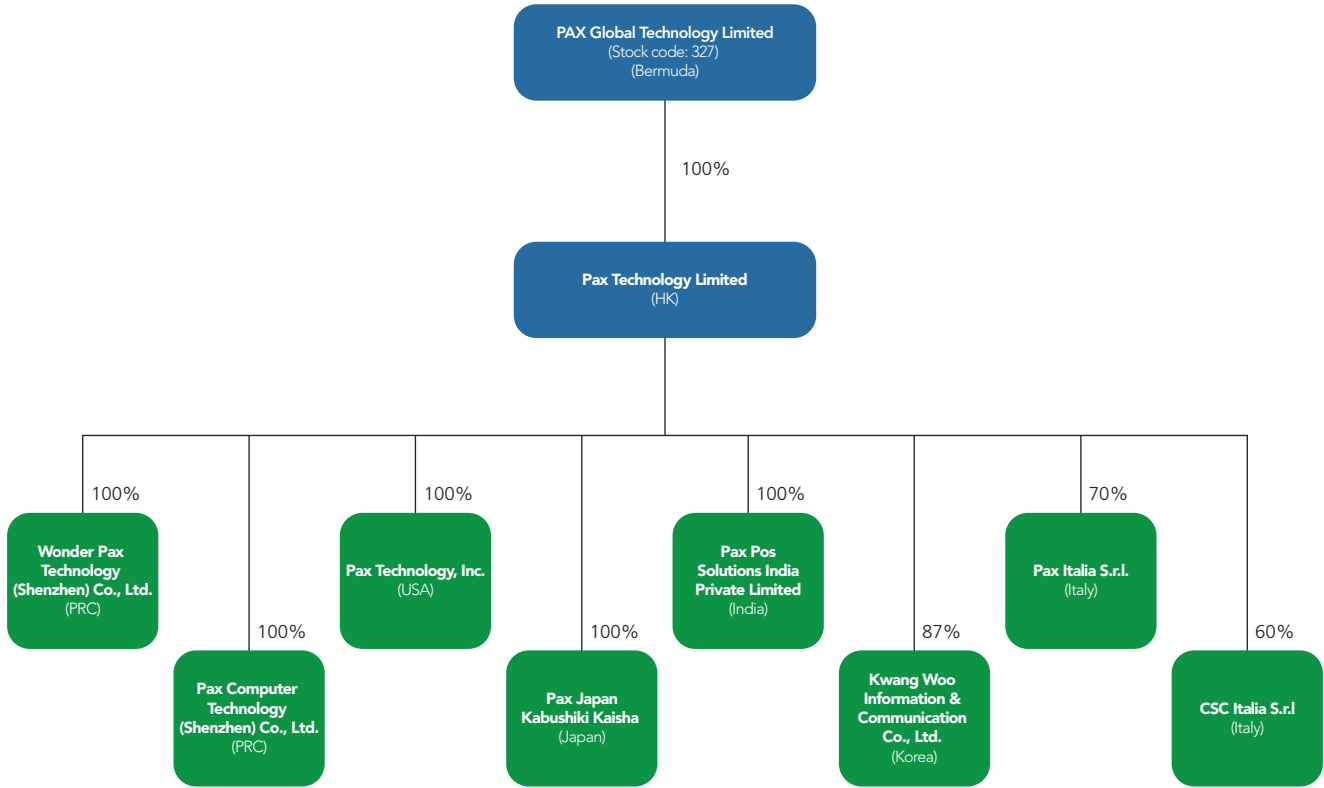 PAX Global Technology Limited
(Stock code: 327)
(Bermuda)
100%
Pax Technology Limited
(HK)
100%
Wonder Pax
Technology
(Shenzhen) Co., Ltd.
(PRC)
100%
Pax Computer
Technology
(Shenzhen) Co., Ltd.
(PRC)
100%
Pax Technology, Inc.
(USA)
100%
Pax Japan
Kabushiki Kaisha
(Japan)
100%
Pax Pos
Solutions India
Private Limited
(India)
87%
Kwang Woo
Information &
Communication
Co., Ltd.
(Korea)
70%
Pax Italia S.r.l.
(Italy)
60%
CSC Italia S.r.l
(Italy)